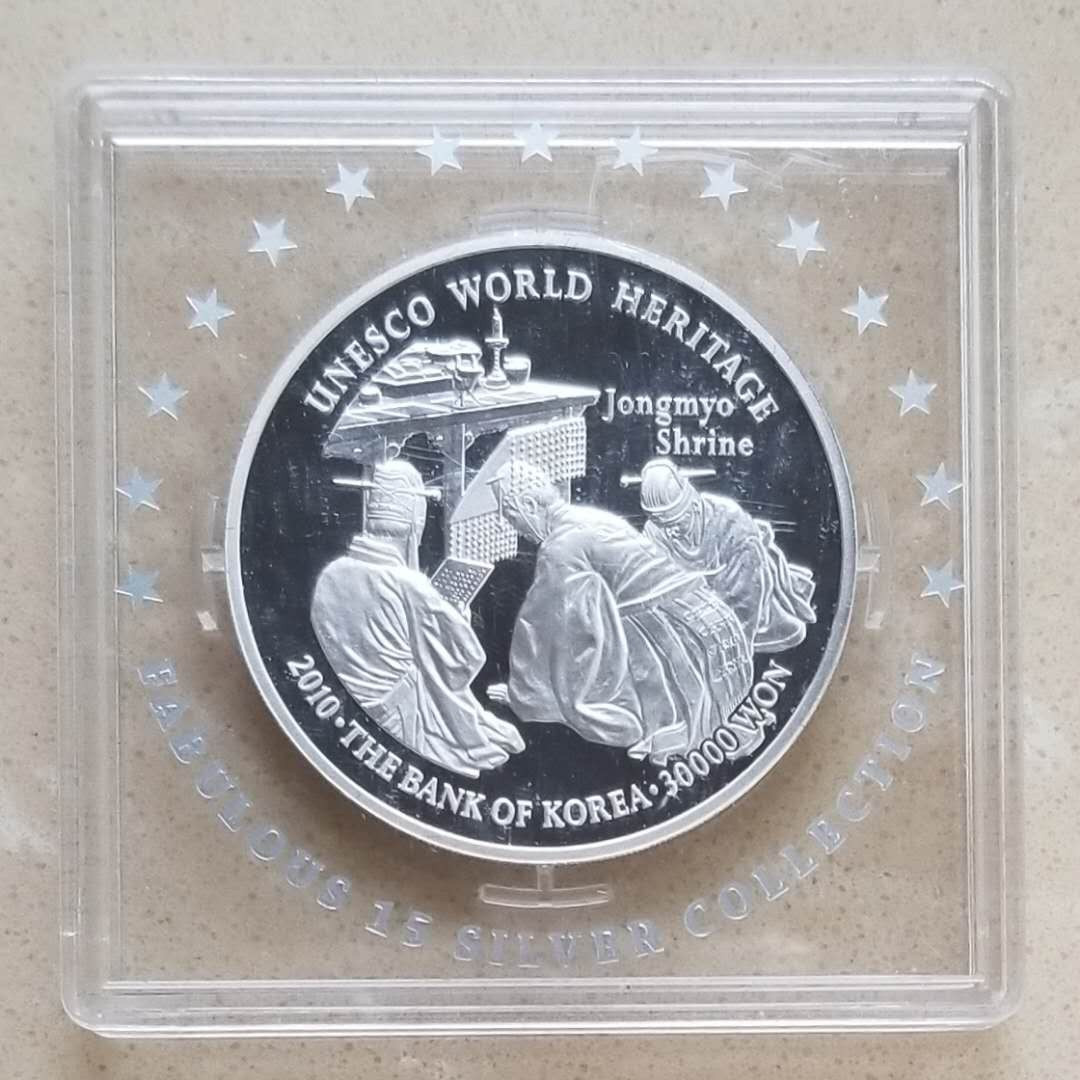 UNESCO WORLD HERITAGE
Jongmyo
Shrine
2010·THE BANK OF KOREA·30000 WON
FABULOUS 15 SILVER COLLECTION